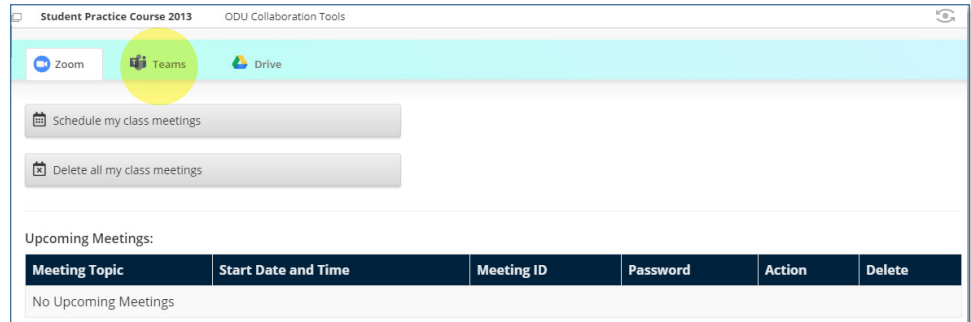 Student Practice Course 2013 ODU Collaboration Tools
Zoom Teams Drive
Schedule my class meetings
Delete all my class meetings
Upcoming Meetings:
Meeting Topic Start Date and Time Meeting ID Password Action Delete
No Upcoming Meetings